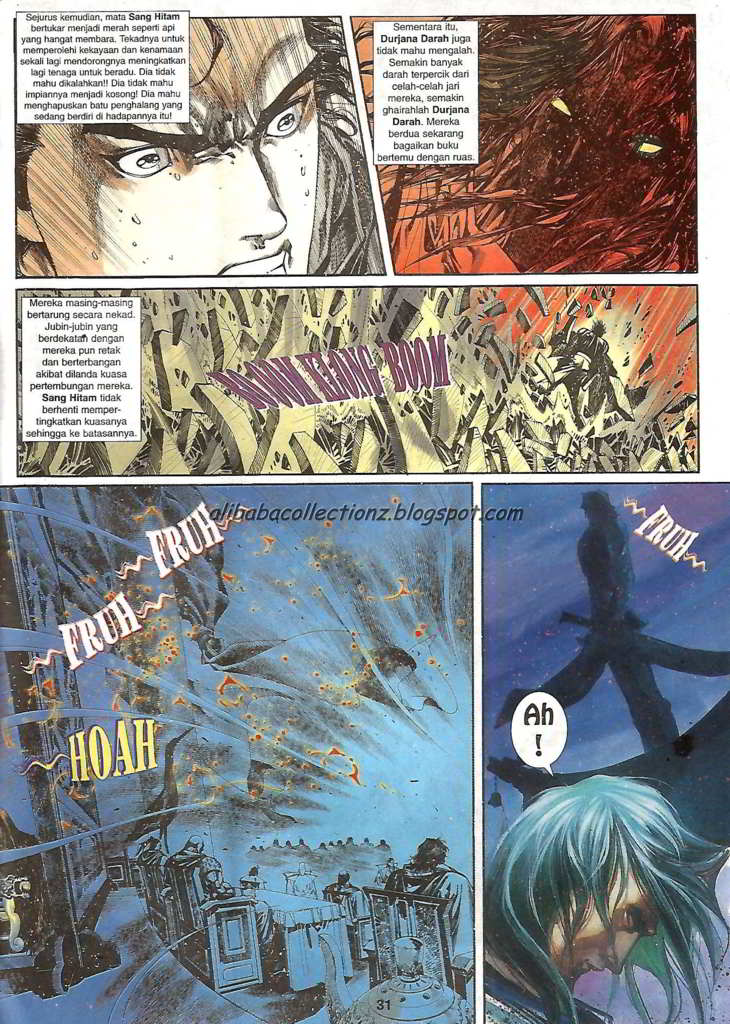 Sejurus kemudian, mata Sang Hitam
bertukar menjadi merah seperti api
yang hangat membara. Tekadnya untuk
memperolehi kekayaan dan kenamaan
sekali lagi mendorongnya meningkatkan
lagi tenaga untuk beradu. Dia tidak
mahu dikalahkan!! Dia tidak mahu
impiannya menjadi kosong! Dia mahu
menghapuskan batu penghalang yang
sedang berdiri di hadapannya itu!
Sementara itu,
Durjana Darah juga
tidak mahu mengalah.
Semakin banyak
darah terpercik dari
celah-celah jari
mereka, semakin
ghairahlah Durjana
Darah. Mereka
berdua sekarang
bagaikan buku
bertemu dengan ruas.
Mereka masing-masing
bertarung secara nekad.
Jubin-jubin yang
berdekatan dengan
mereka pun retak
dan berterbangan
akibat dilanda kuasa
pertembungan mereka.
Sang Hitam tidak
berhenti memper-
tingkatkan kuasanya
sehingga ke batasannya.
BOOM
alibabacollectionz.blogspot.com
FRUH
FRUH
HOAH
FRUH
Ah
!
31